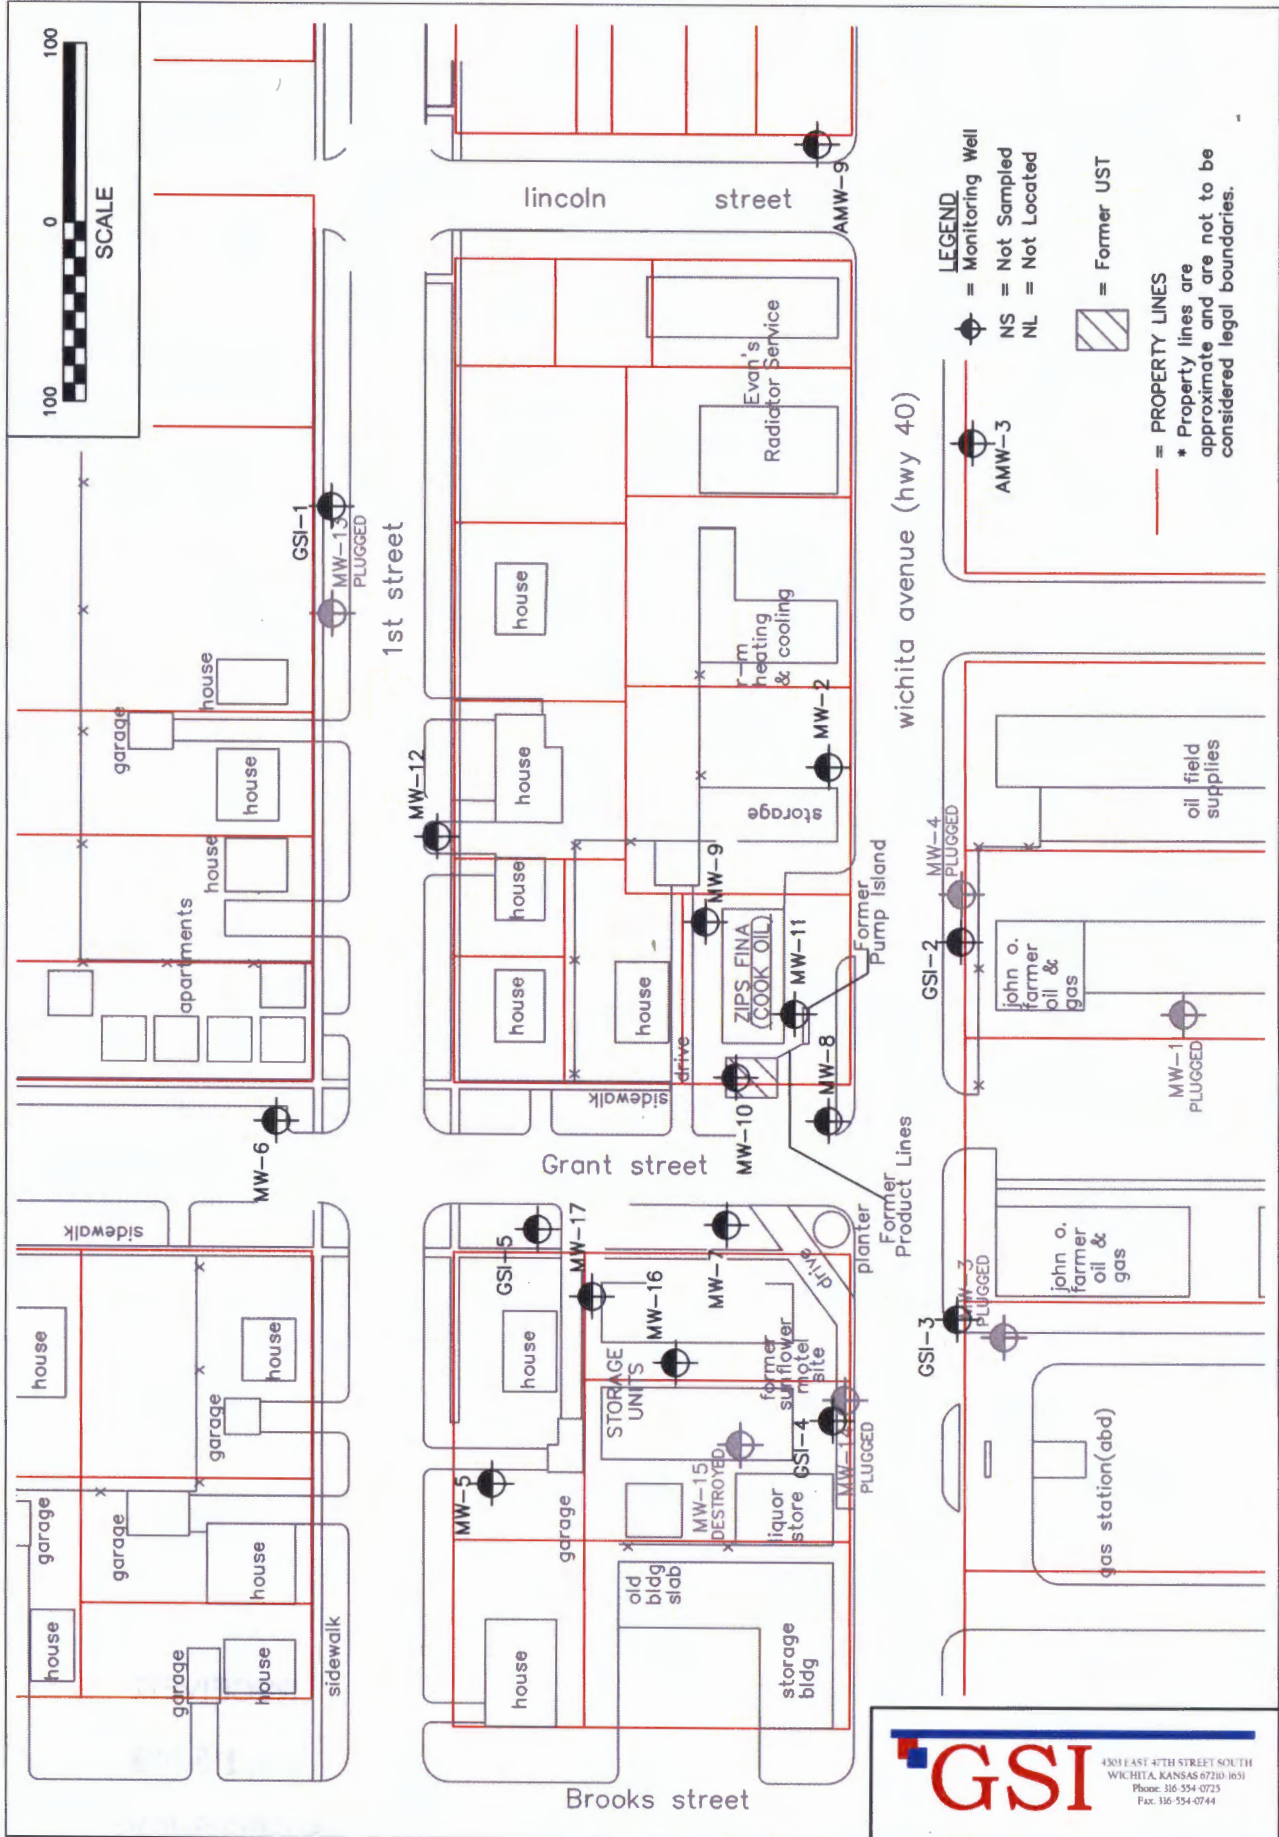 100
0
100
SCALE
lincoln street
AMW-9
LEGEND
= Monitoring Well
NS = Not Sampled
NL = Not Located
= Former UST
= PROPERTY LINES
* Property lines are
approximate and are not to be
considered legal boundaries.
GSI-1
MW-13
PLUGGED
1st street
house
garage
house
house
apartments
MW-12
house
house
house
house
house
Evan's
Radiator Service
r-m
heating
& cooling
MW-2
storage
wichita avenue (hwy 40)
AMW-3
MW-9
ZIPS FINA
(COOK OIL)
MW-11
Former
Pump Island
MW-8
drive
sidewalk
MW-10
MW-6
Grant street
Former
Product Lines
MW-4
PLUGGED
GSI-2
john o.
farmer
oil &
gas
oil field
supplies
MW-1
PLUGGED
sidewalk
house
house
garage
garage
garage
house
house
garage
house
sidewalk
GSI-5
MW-17
MW-16
MW-7
drive
planter
house
STORAGE
UNITS
former
sunflower
motel
site
MW-5
garage
MW-15
DESTROYED
GSI-4
MW-14
PLUGGED
liquor
store
old
bldg
slab
house
storage
bldg
GSI-3
MW-3
PLUGGED
john o.
farmer
oil &
gas
gas station(abd)
Brooks street
GSI
4503 EAST 47TH STREET SOUTH
WICHITA, KANSAS 67210-1651
Phone: 316-554-0725
Fax: 316-554-0744